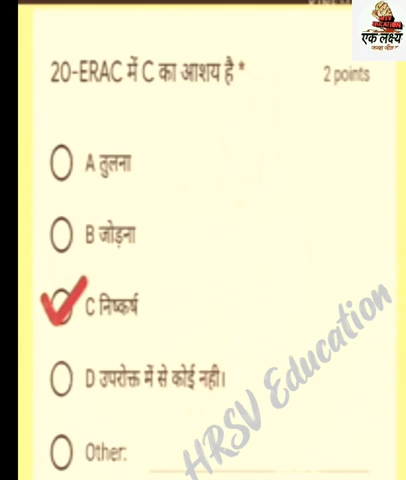 एक लक्ष्य
20-ERAC में C का आशय है *
2 points
A तुलना
B जोड़ना
C निष्कर्ष
D उपरोक्त में से कोई नही।
Other:
HRSV Education